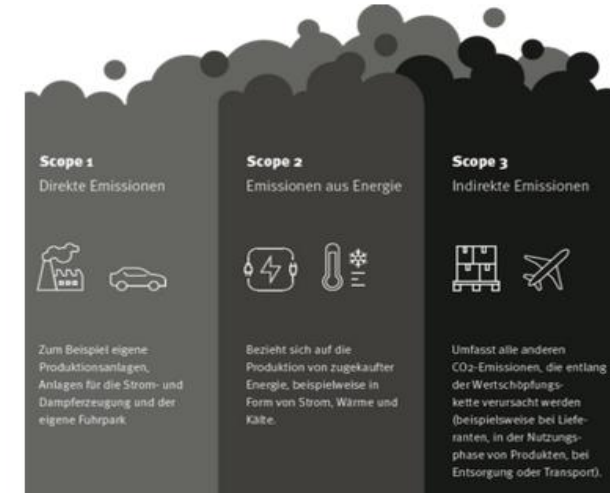 Scope 1
Direkte Emissionen
Zum Beispiel eigene
Produktionsanlagen,
Anlagen für die Strom- und
Dampferzeugung und der
eigene Fuhrpark
Scope 2
Emissionen aus Energie
Bezieht sich auf die
Produktion von zugekaufter
Energie, beispielweise in
Form von Strom, Wärme und
Kälte.
Scope 3
Indirekte Emissionen
Umfasst alle anderen
CO2-Emissionen, die entlang
der Wertschöpfungs-
kette verursacht werden
(beispielsweise bei Liefe-
ranten, in der Nutzungs-
phase von Produkten, bei
Entsorgung oder Transport).